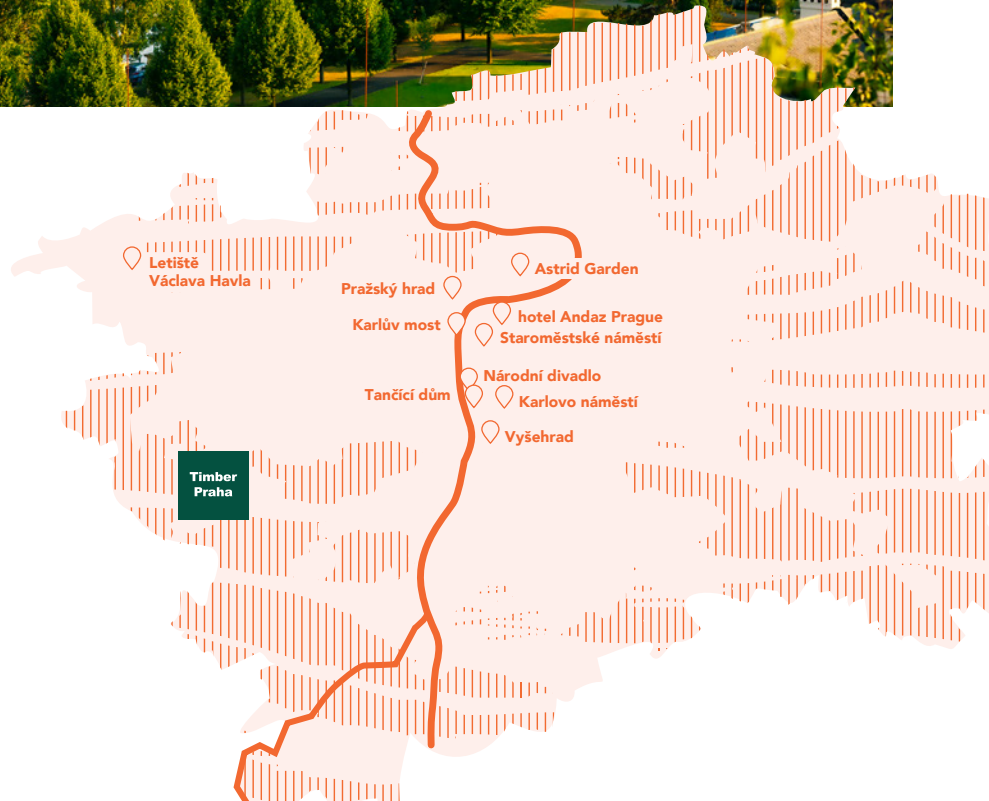 Letiště
Václava Havla
Astrid Garden
Pražský hrad
hotel Andaz Prague
Karlův most
Staroměstské náměstí
Národní divadlo
Tančící dům
Karlovo náměstí
Vyšehrad
Timber
Praha